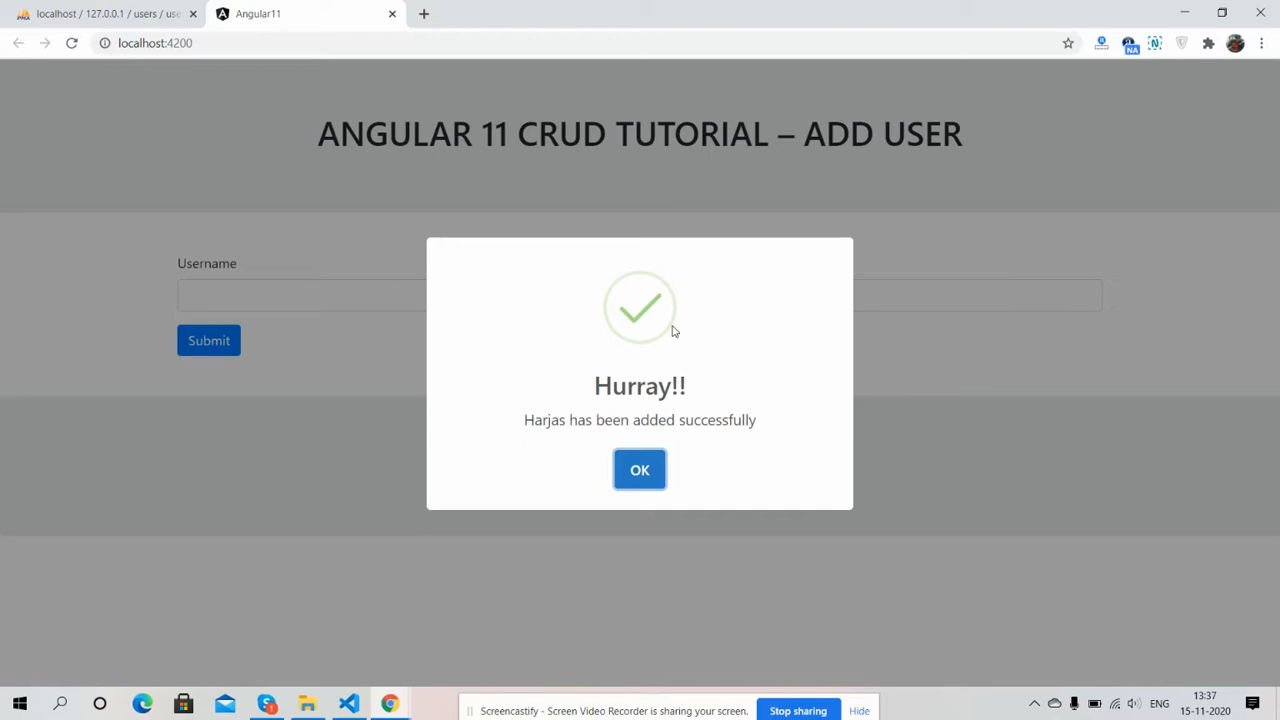 localhost / 127.0.0.1 / users / use
Angular11
localhost:4200
NA
ANGULAR 11 CRUD TUTORIAL – ADD USER
Username
Submit
Hurray!!
Harjas has been added successfully
OK
Screencastify - Screen Video Recorder is sharing your screen.
Stop sharing
Hide
ENG
13:37
15-11-2020